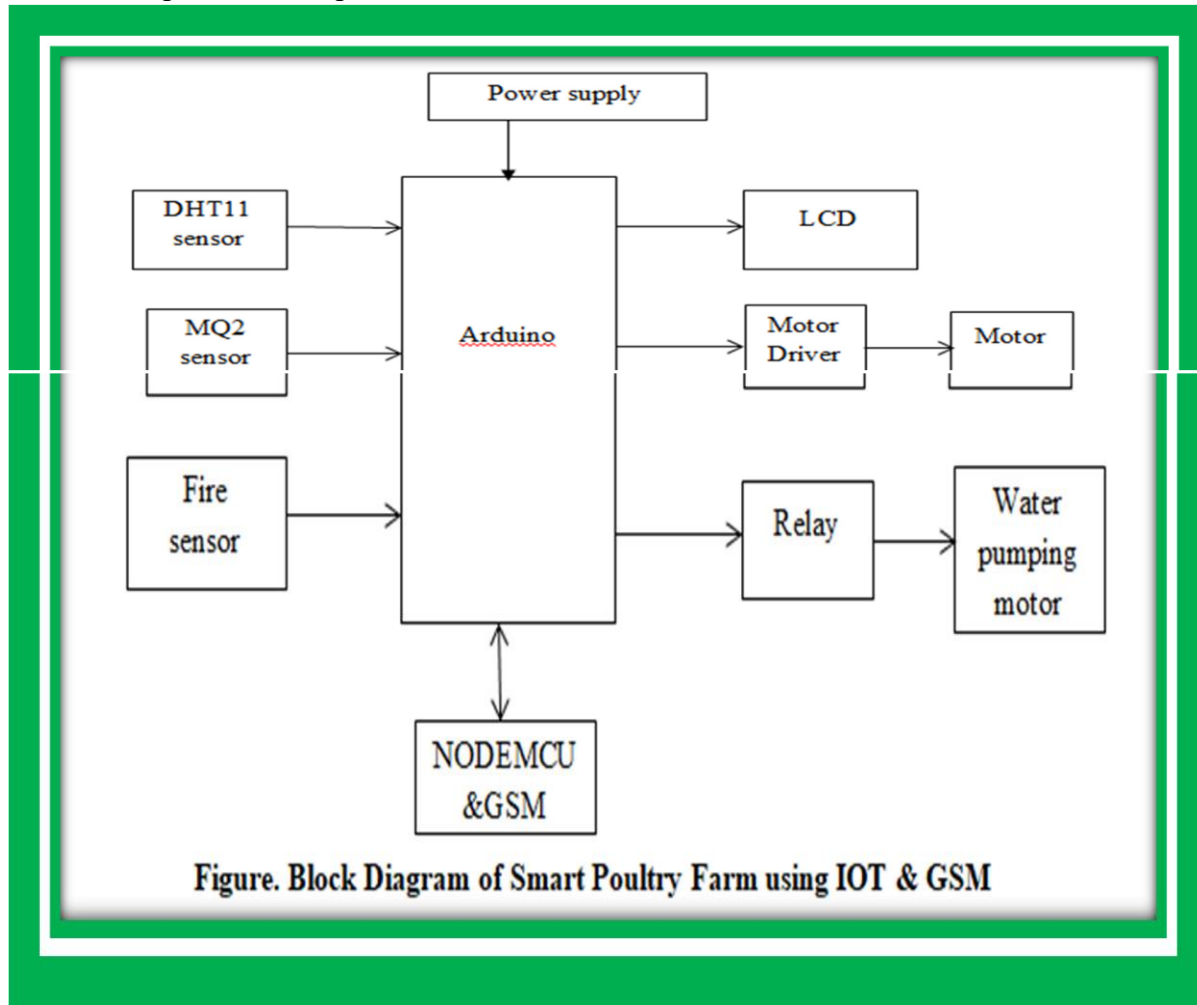 Power supply
DHT11
sensor
LCD
MQ2
sensor
Arduino
Motor
Driver
Motor
Fire
sensor
Relay
Water
pumping
motor
NODEMCU
&GSM
Figure. Block Diagram of Smart Poultry Farm using IOT & GSM